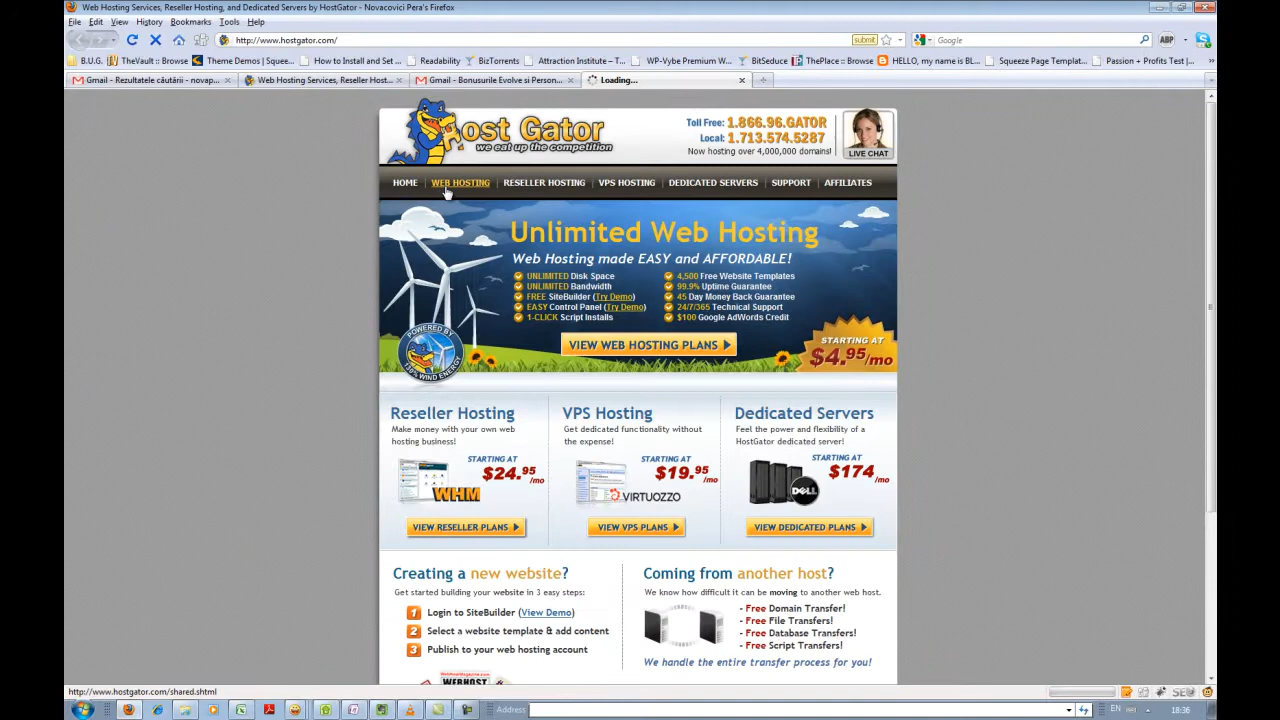 Web Hosting Services, Reseller Hosting, and Dedicated Servers by HostGator - Novacovici Pera's Firefox
File Edit View History Bookmarks Tools Help
http://www.hostgator.com/ submit Google ABP
B.U.G. TheVault :: Browse Theme Demos | Squee... How to Install and Set ... Readability BizTorrents Attraction Institute – T... WP-Vybe Premium W... BitSeduce ThePlace :: Browse HELLO, my name is BL... Squeeze Page Templat... Passion + Profits Test |...
Gmail - Rezultatele căutării - novap... Web Hosting Services, Reseller Host... Gmail - Bonusurile Evolve si Person... Loading...
Host Gator
we eat up the competition
Toll Free: 1.866.96.GATOR
Local: 1.713.574.5287
Now hosting over 4,000,000 domains!
LIVE CHAT
HOME WEB HOSTING RESELLER HOSTING VPS HOSTING DEDICATED SERVERS SUPPORT AFFILIATES
Unlimited Web Hosting
Web Hosting made EASY and AFFORDABLE!
UNLIMITED Disk Space
UNLIMITED Bandwidth
FREE SiteBuilder (Try Demo)
EASY Control Panel (Try Demo)
1-CLICK Script Installs
4,500 Free Website Templates
99.9% Uptime Guarantee
45 Day Money Back Guarantee
24/7/365 Technical Support
$100 Google AdWords Credit
VIEW WEB HOSTING PLANS
STARTING AT
$4.95/mo
POWERED BY
130% WIND ENERGY
Reseller Hosting
Make money with your own web
hosting business!
STARTING AT
$24.95/mo
WHM
VIEW RESELLER PLANS
VPS Hosting
Get dedicated functionality without
the expense!
STARTING AT
$19.95/mo
VIRTUOZZO
VIEW VPS PLANS
Dedicated Servers
Feel the power and flexibility of a
HostGator dedicated server!
STARTING AT
$174/mo
DELL
VIEW DEDICATED PLANS
Creating a new website?
Get started building your website in 3 easy steps:
1 Login to SiteBuilder (View Demo)
2 Select a website template & add content
3 Publish to your web hosting account
WEBHOST
Coming from another host?
We know how difficult it can be moving to another web host.
- Free Domain Transfer!
- Free File Transfers!
- Free Database Transfers!
- Free Script Transfers!
We handle the entire transfer process for you!
http://www.hostgator.com/shared.shtml
Address EN 18:36